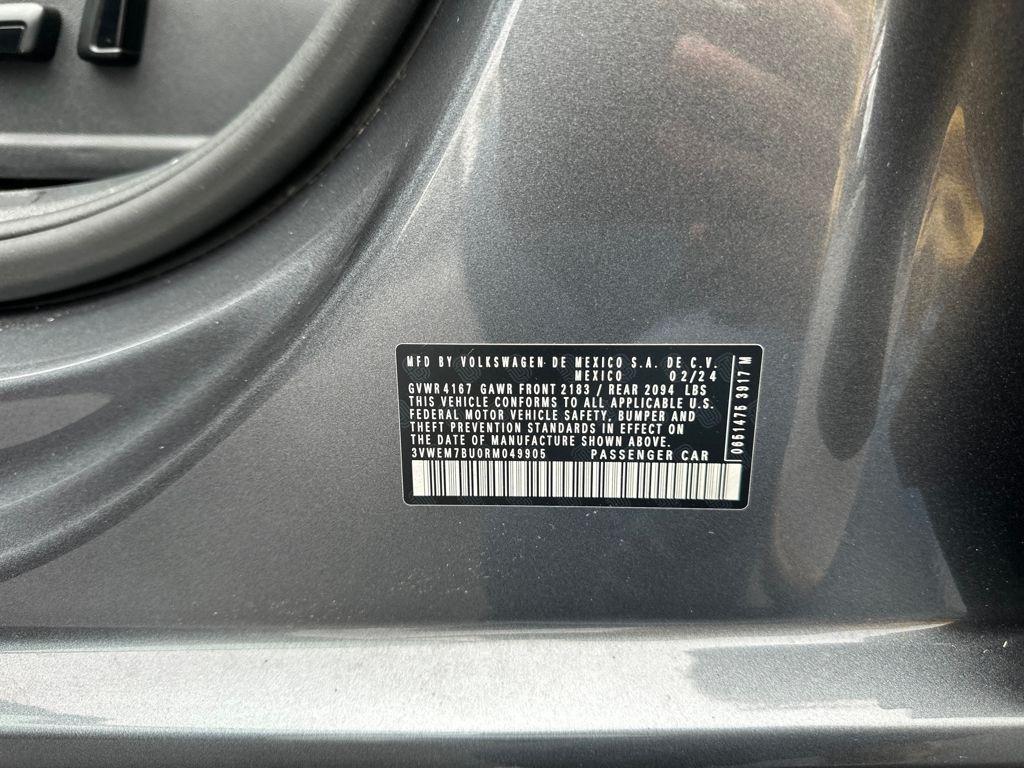 MFD BY VOLKSWAGEN DE MEXICO S.A. DE C.V.
MEXICO 02/24
GVWR 4167 GAWR FRONT 2183 / REAR 2094 LBS
THIS VEHICLE CONFORMS TO ALL APPLICABLE U.S.
FEDERAL MOTOR VEHICLE SAFETY, BUMPER AND
THEFT PREVENTION STANDARDS IN EFFECT ON
THE DATE OF MANUFACTURE SHOWN ABOVE.
3VWEM7BU0RM049905 PASSENGER CAR
0651476 3917 M